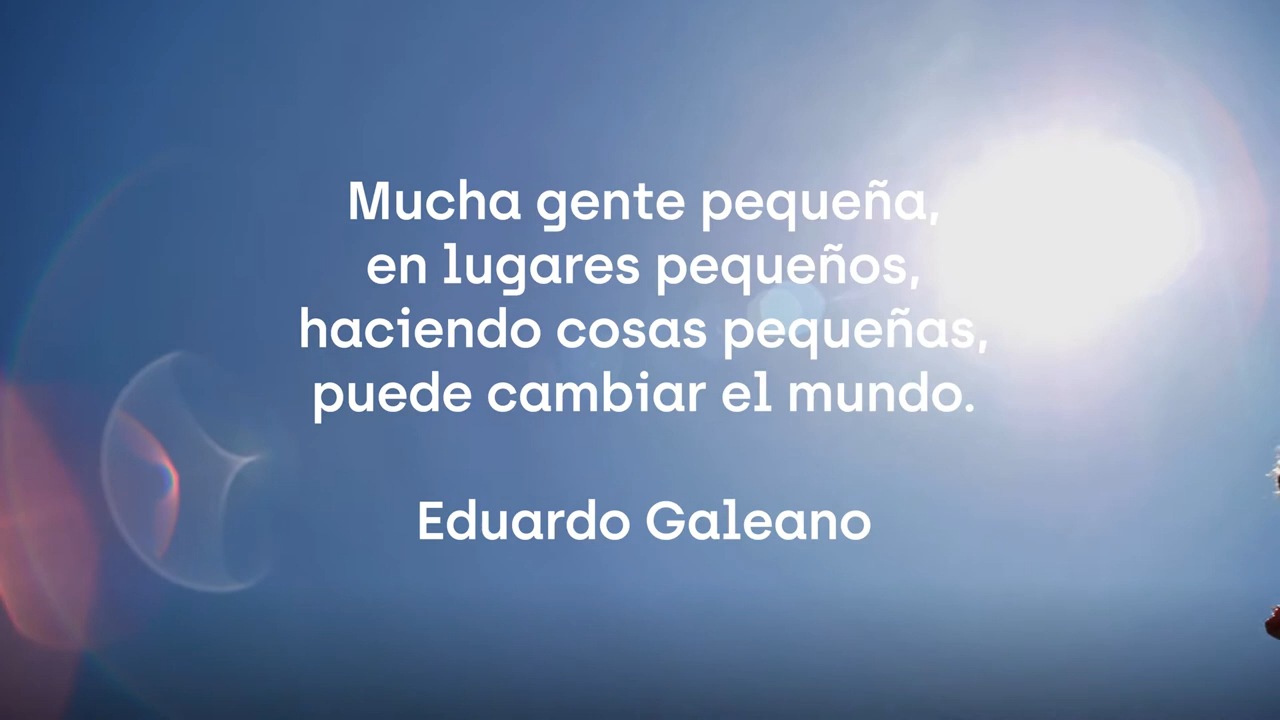 Mucha gente pequeña,
en lugares pequeños,
haciendo cosas pequeñas,
puede cambiar el mundo.
Eduardo Galeano